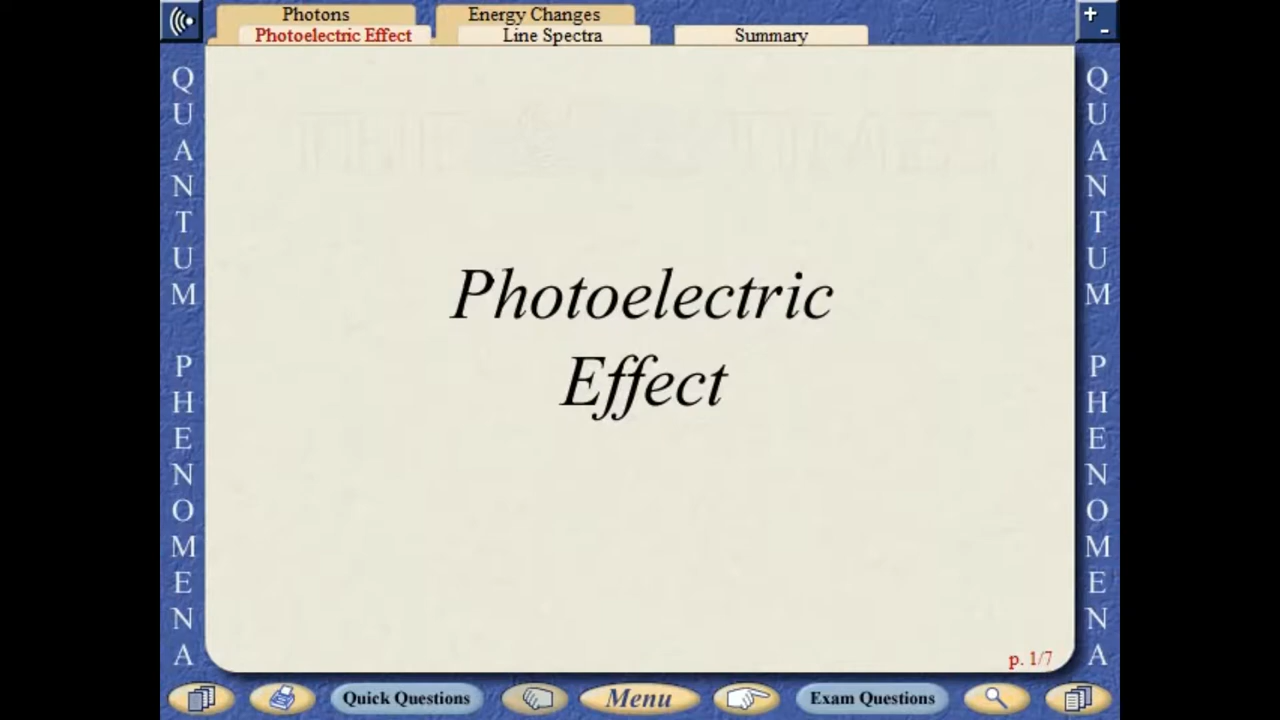 Photons
Energy Changes
Photoelectric Effect
Line Spectra
Summary
+
-
QUANTUM PHENOMENA
QUANTUM PHENOMENA
Photoelectric
Effect
p. 1/7
Quick Questions
Menu
Exam Questions